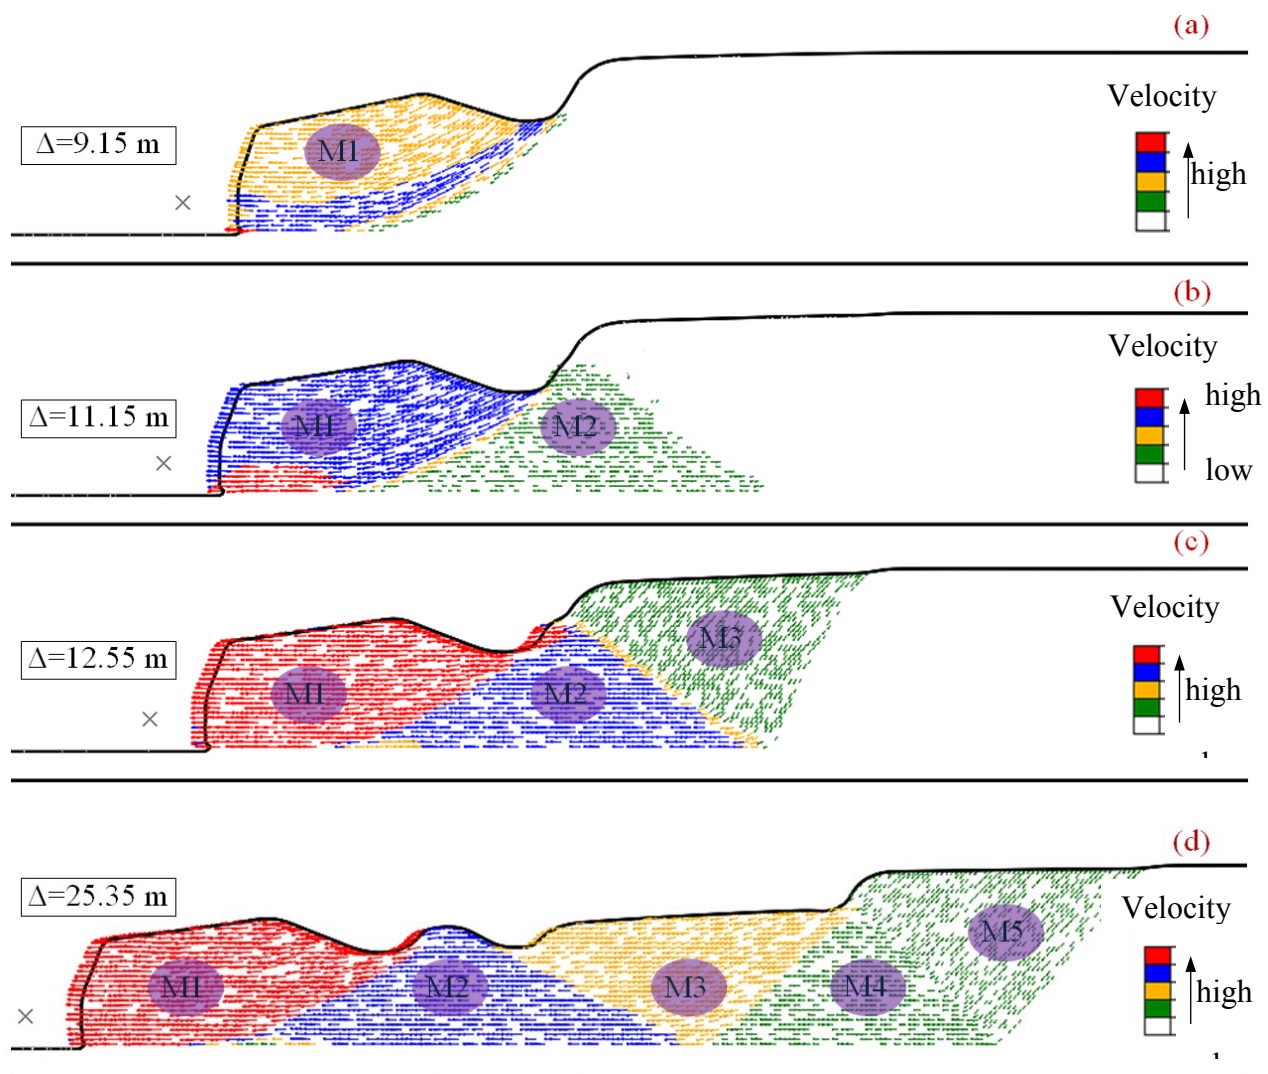 (a)
Velocity
Δ=9.15 m
M1
high
(b)
Velocity
high
Δ=11.15 m
M1
M2
low
(c)
Velocity
Δ=12.55 m
M3
M1
M2
high
(d)
Δ=25.35 m
Velocity
M5
M1
M2
M3
M4
high